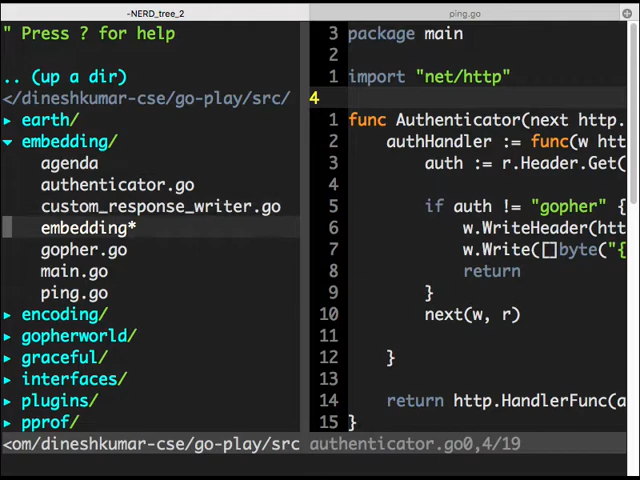 -NERD_tree_2
ping.go
" Press ? for help
.. (up a dir)
</dineshkumar-cse/go-play/src/
▸ earth/
▾ embedding/
agenda
authenticator.go
custom_response_writer.go
embedding*
gopher.go
main.go
ping.go
▸ encoding/
▸ gopherworld/
▸ graceful/
▸ interfaces/
▸ plugins/
▸ pprof/
<om/dineshkumar-cse/go-play/src
3 package main
2
1 import "net/http"
4
1 func Authenticator(next http.
2 authHandler := func(w htt
3 auth := r.Header.Get(
4
5 if auth != "gopher" {
6 w.WriteHeader(htt
7 w.Write([]byte("{
8 return
9 }
10 next(w, r)
11
12 }
13
14 return http.HandlerFunc(a
15 }
authenticator.go0,4/19